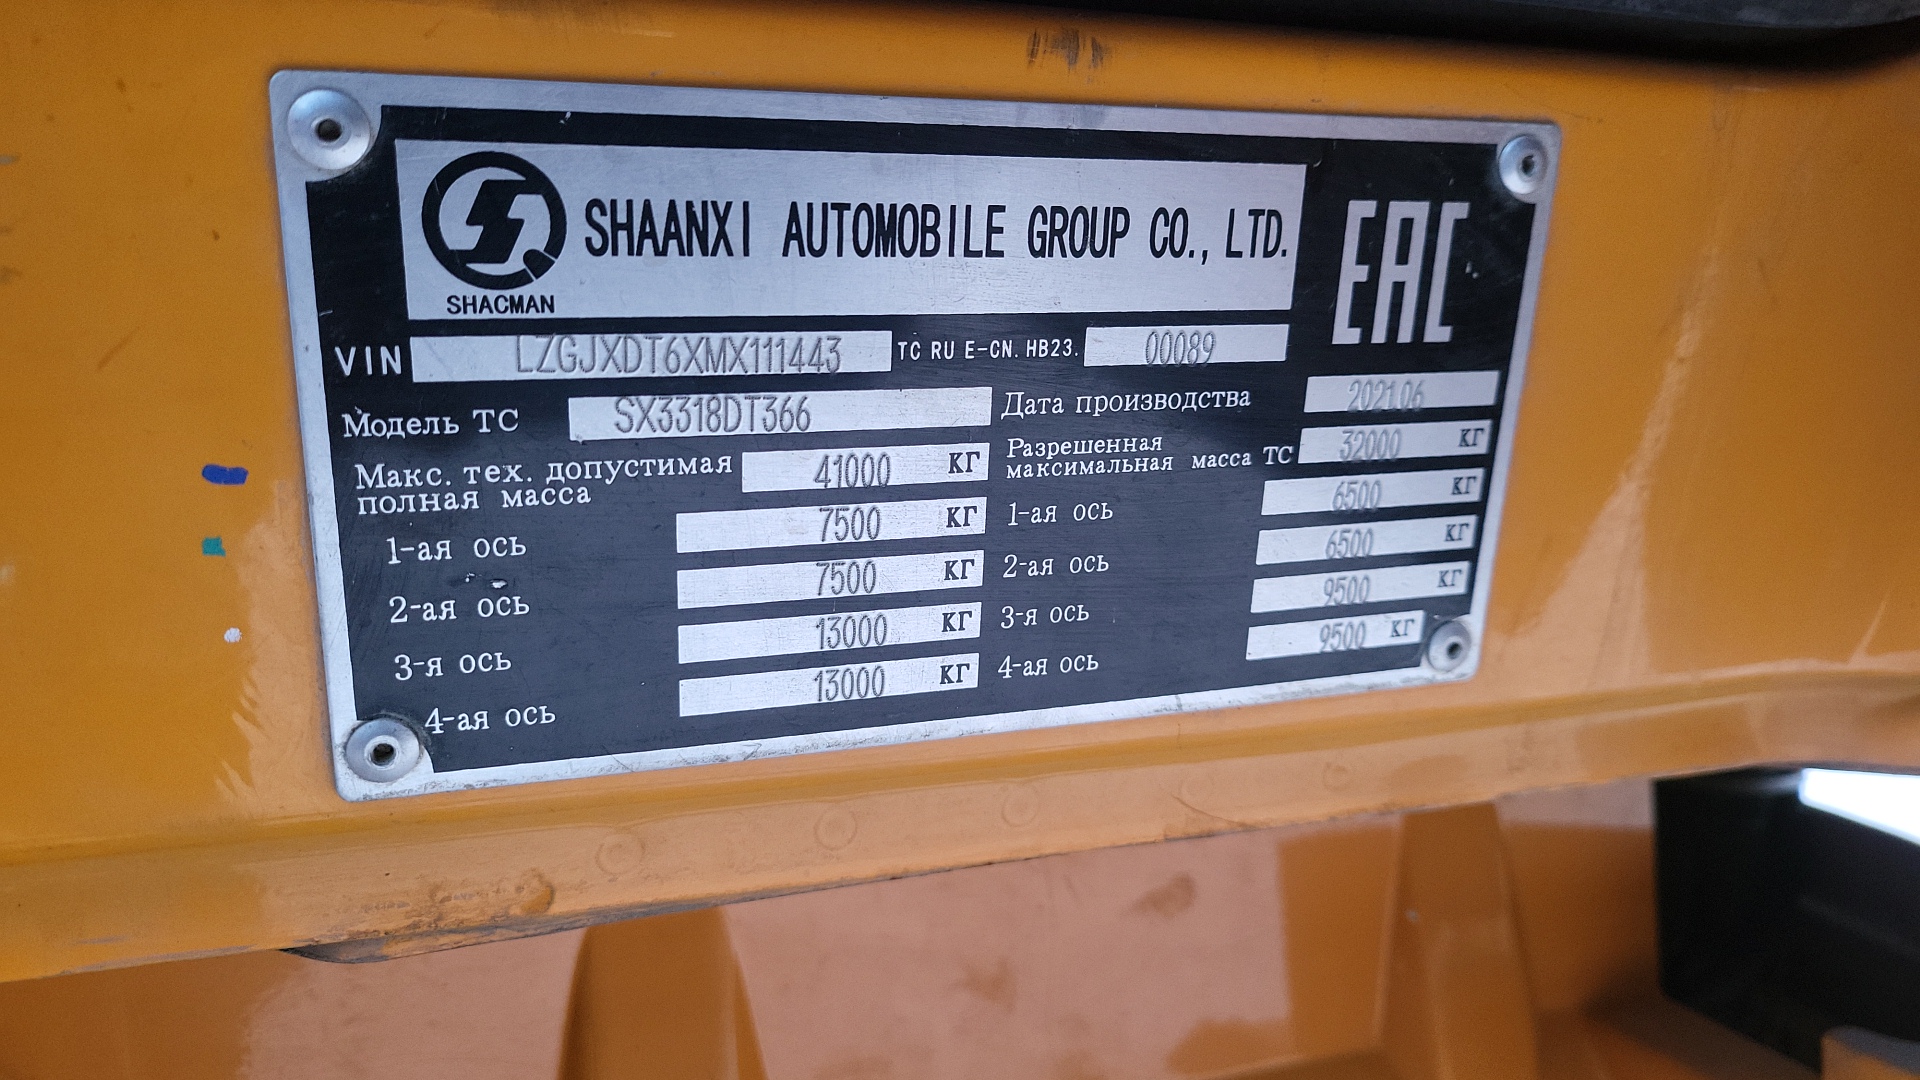 SHAANXI AUTOMOBILE GROUP CO., LTD.
SHACMAN
EAC
VIN LZGJXDT6XMX111443 TC RU E-CN. HB23. 00089
Модель ТС SX3318DT366 Дата производства 2021.06
Макс. тех. допустимая полная масса 41000 КГ Разрешенная максимальная масса ТС 32000 КГ
1-ая ось 7500 КГ 1-ая ось 6500 КГ
2-ая ось 7500 КГ 2-ая ось 6500 КГ
3-я ось 13000 КГ 3-я ось 9500 КГ
4-ая ось 13000 КГ 4-ая ось 9500 КГ